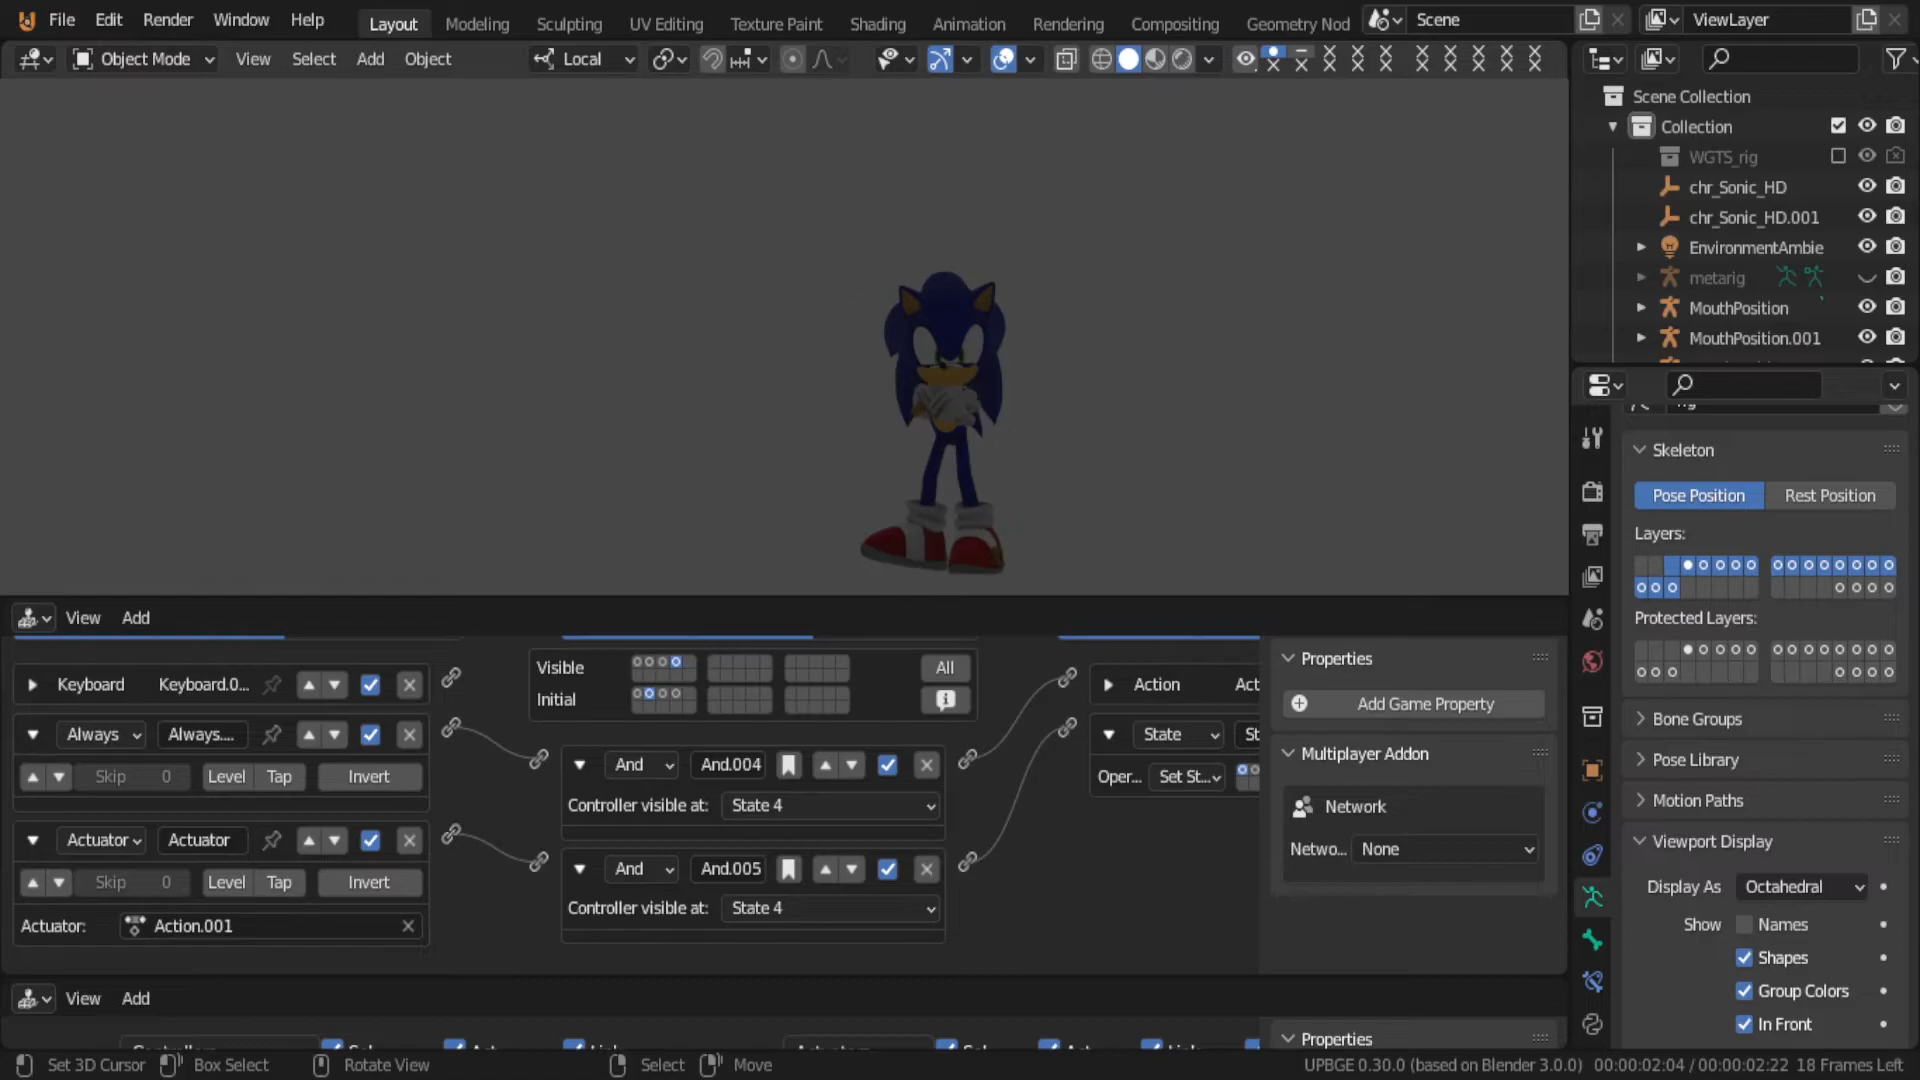 File Edit Render Window Help Layout Modeling Sculpting UV Editing Texture Paint Shading Animation Rendering Compositing Geometry Nod Scene ViewLayer
Object Mode View Select Add Object Local
Scene Collection
Collection
WGTS_rig
chr_Sonic_HD
chr_Sonic_HD.001
EnvironmentAmbie
metarig
MouthPosition
MouthPosition.001
Skeleton
Pose Position Rest Position
Layers:
Protected Layers:
Bone Groups
Pose Library
Motion Paths
Viewport Display
Display As Octahedral
Show Names
Shapes
Group Colors
In Front
View Add
Keyboard Keyboard.0...
Always Always....
Skip 0 Level Tap Invert
Actuator Actuator
Skip 0 Level Tap Invert
Actuator: Action.001
Visible All
Initial
And And.004
Controller visible at: State 4
And And.005
Controller visible at: State 4
Action Act
State St
Oper... Set St...
Properties
Add Game Property
Multiplayer Addon
Network
Netwo... None
View Add
Properties
Set 3D Cursor Box Select Rotate View Select Move UPBGE 0.30.0 (based on Blender 3.0.0) 00:00:02:04 / 00:00:02:22 18 Frames Left